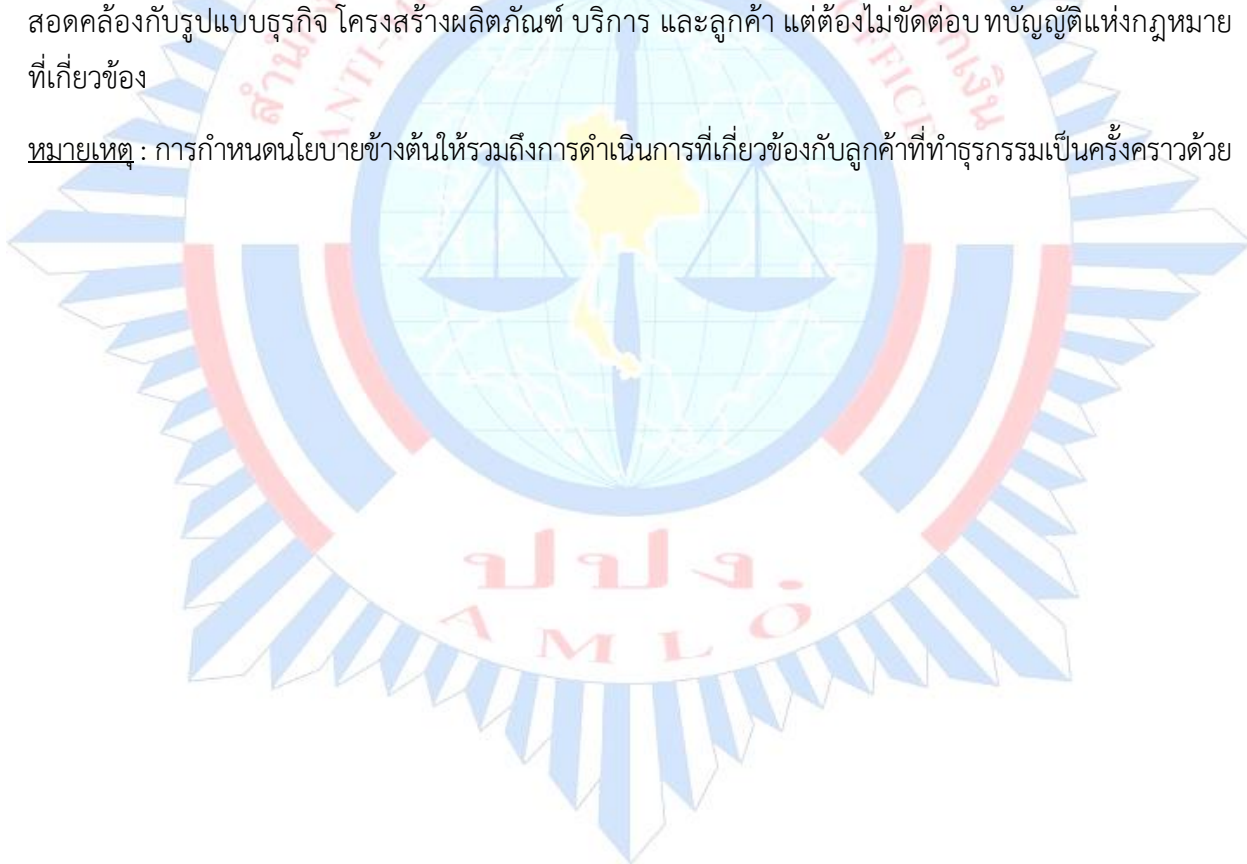 สอดคล้องกับรูปแบบธุรกิจ โครงสร้างผลิตภัณฑ์ บริการ และลูกค้า แต่ต้องไม่ขัดต่อบทบัญญัติแห่งกฎหมาย
ที่เกี่ยวข้อง
หมายเหตุ : การกำหนดนโยบายข้างต้นให้รวมถึงการดำเนินการที่เกี่ยวข้องกับลูกค้าที่ทำธุรกรรมเป็นครั้งคราวด้วย
ปปง.
AMLO